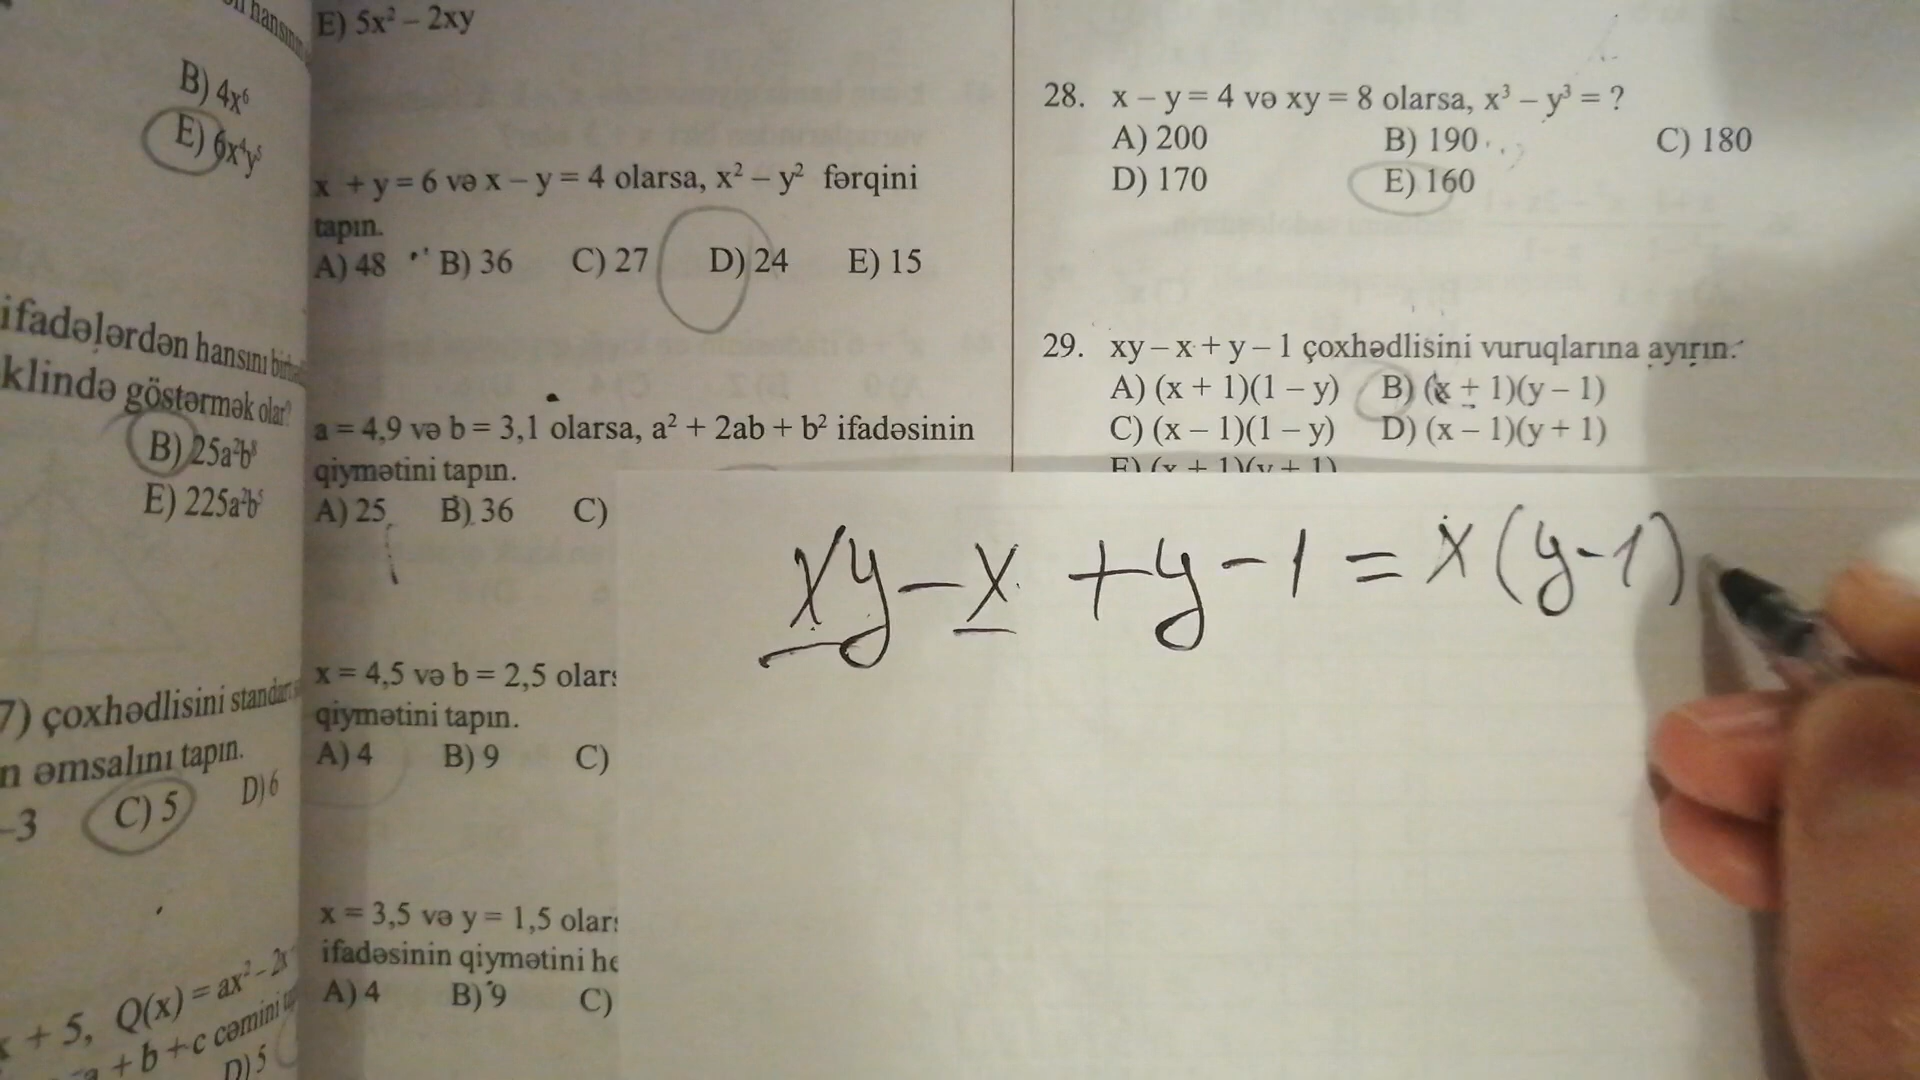 B) 4x⁶
E) 6x⁴y⁵
ifadələrdən hansını
klində göstərmək olar?
B) 25a²b⁸
E) 225a²b⁵
7) çoxhədlisini
n əmsalını tapın.
-3 C) 5 D) 6
+ 5, Q(x) = ax² – 2x
+ b + c cəmini
D) 5
E) 5x² – 2xy
x + y = 6 və x – y = 4 olarsa, x² – y² fərqini
tapın.
A) 48 B) 36 C) 27 D) 24 E) 15
a = 4,9 və b = 3,1 olarsa, a² + 2ab + b² ifadəsinin
qiymətini tapın.
A) 25 B) 36 C)
x = 4,5 və b = 2,5
qiymətini tapın.
A) 4 B) 9 C)
x = 3,5 və y = 1,5
ifadəsinin qiymətini
A) 4 B) 9 C)
28. x – y = 4 və xy = 8 olarsa, x³ – y³ = ?
A) 200 B) 190 C) 180
D) 170 E) 160
29. xy – x + y – 1 çoxhədlisini vuruqlarına ayırın.
A) (x + 1)(1 – y) B) (x + 1)(y – 1)
C) (x – 1)(1 – y) D) (x – 1)(y + 1)
E) (x + 1)(y + 1)
xy – x + y – 1 = x (y - 1)